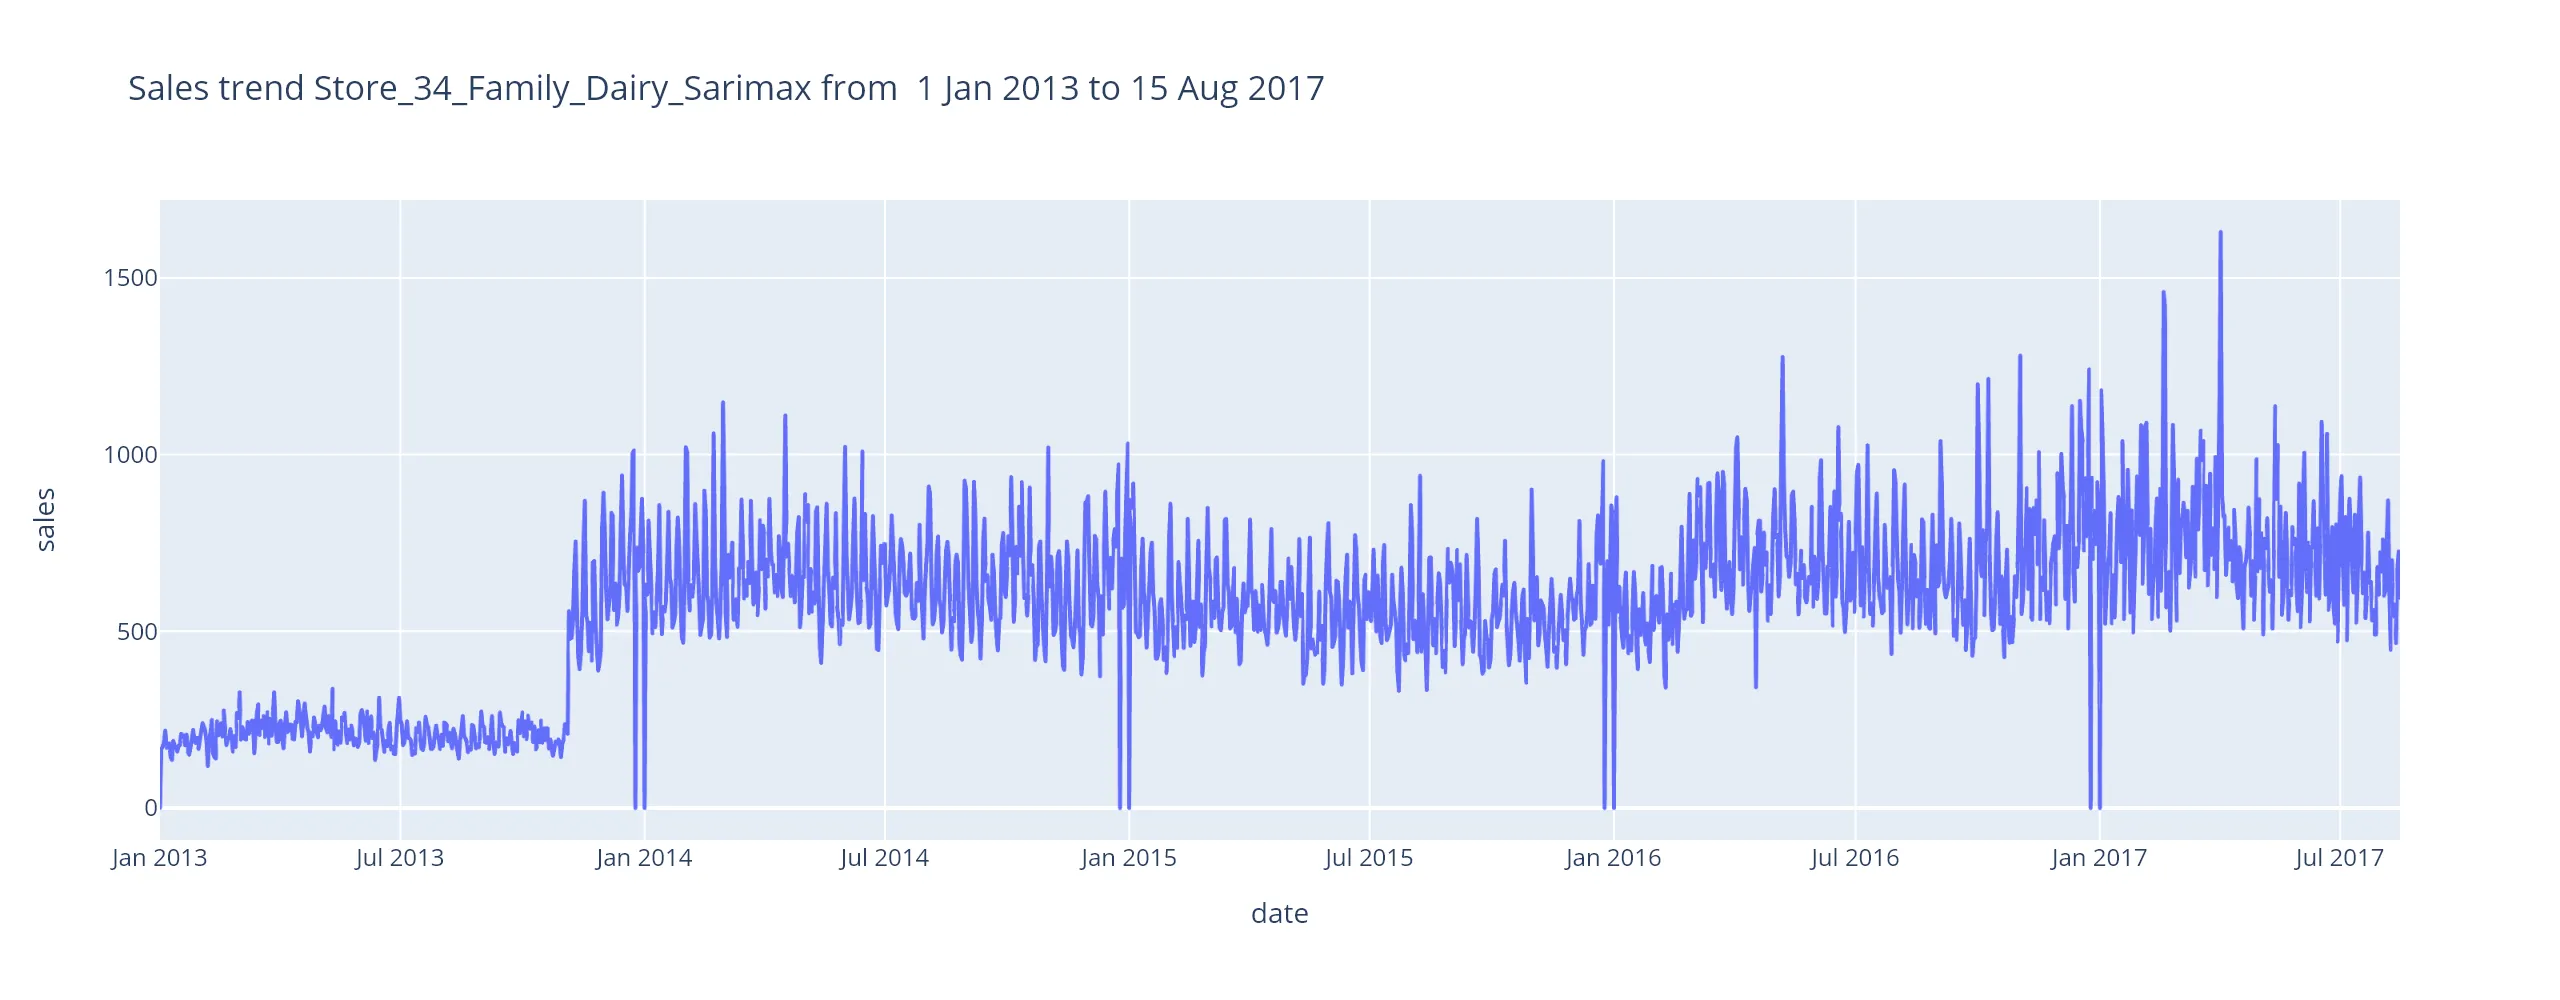 Sales trend Store_34_Family_Dairy_Sarimax from  1 Jan 2013 to 15 Aug 2017
sales
1500
1000
500
0
Jan 2013 Jul 2013 Jan 2014 Jul 2014 Jan 2015 Jul 2015 Jan 2016 Jul 2016 Jan 2017 Jul 2017
date